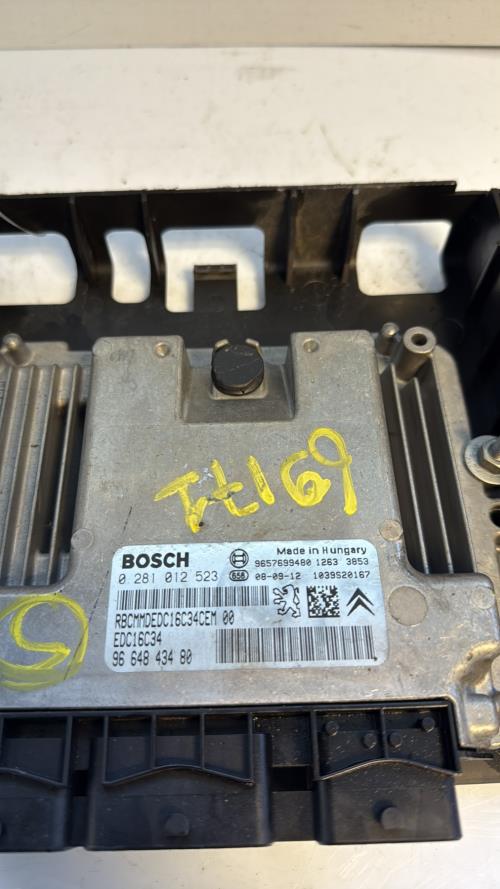 BOSCH
Made in Hungary
9657699480 1263 3853
0 281 012 523
658
08-09-12 1039S20167
RBCMMDEDC16C34CEM 00
EDC16C34
96 648 434 80